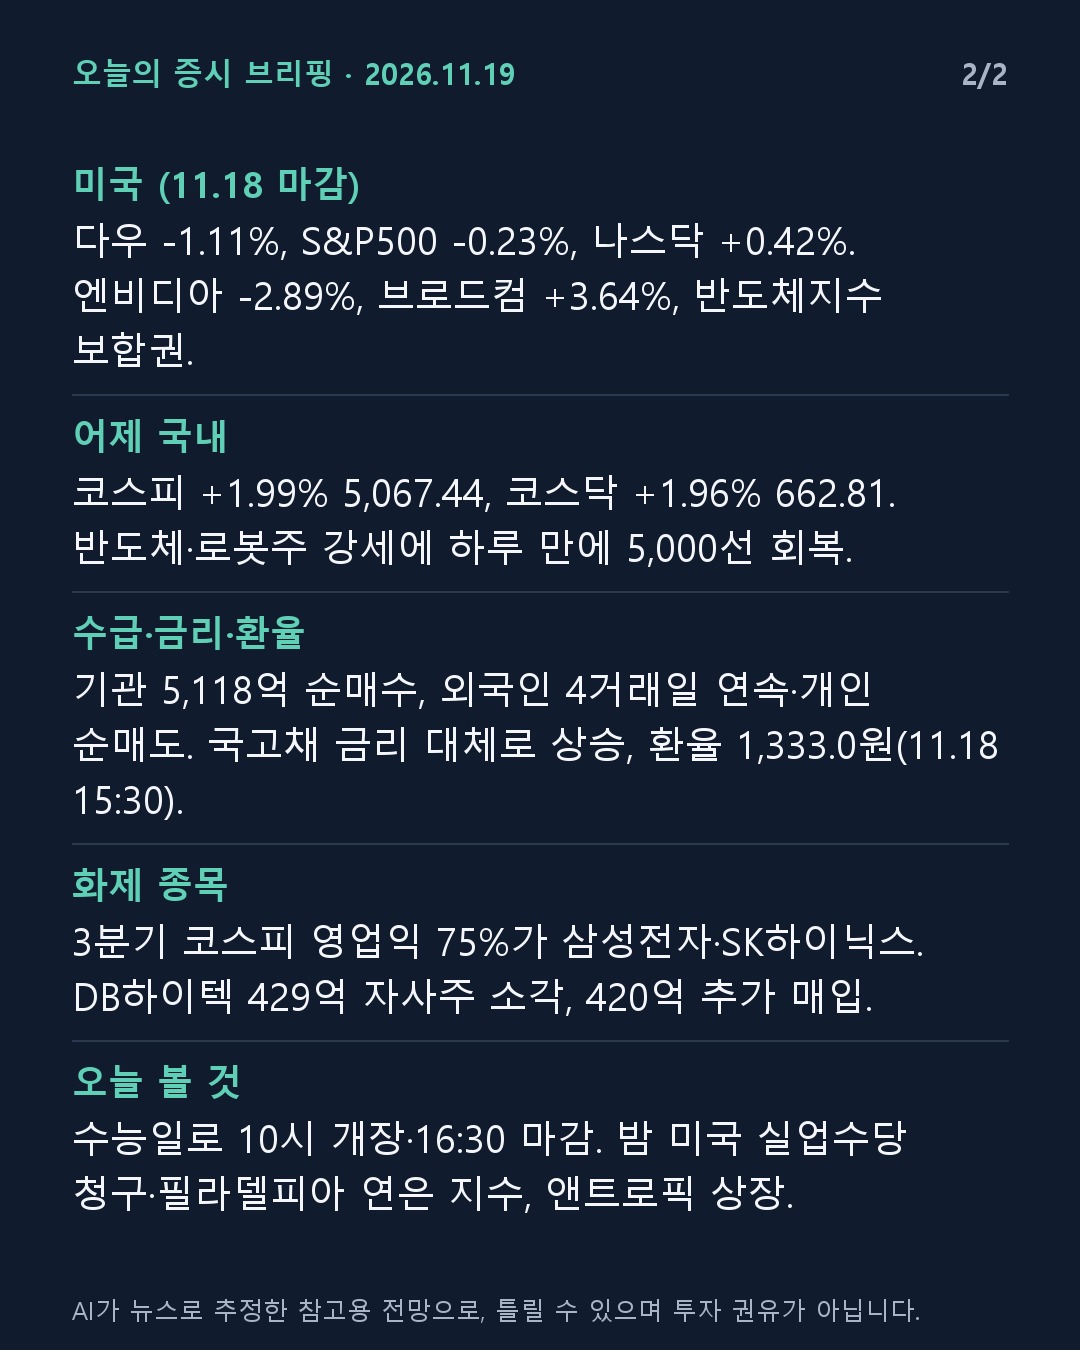 오늘의 증시 브리핑 · 2026.11.19
2/2
미국 (11.18 마감)
다우 -1.11%, S&P500 -0.23%, 나스닥 +0.42%.
엔비디아 -2.89%, 브로드컴 +3.64%, 반도체지수
보합권.
어제 국내
코스피 +1.99% 5,067.44, 코스닥 +1.96% 662.81.
반도체·로봇주 강세에 하루 만에 5,000선 회복.
수급·금리·환율
기관 5,118억 순매수, 외국인 4거래일 연속·개인
순매도. 국고채 금리 대체로 상승, 환율 1,333.0원(11.18
15:30).
화제 종목
3분기 코스피 영업익 75%가 삼성전자·SK하이닉스.
DB하이텍 429억 자사주 소각, 420억 추가 매입.
오늘 볼 것
수능일로 10시 개장·16:30 마감. 밤 미국 실업수당
청구·필라델피아 연은 지수, 앤트로픽 상장.
AI가 뉴스로 추정한 참고용 전망으로, 틀릴 수 있으며 투자 권유가 아닙니다.